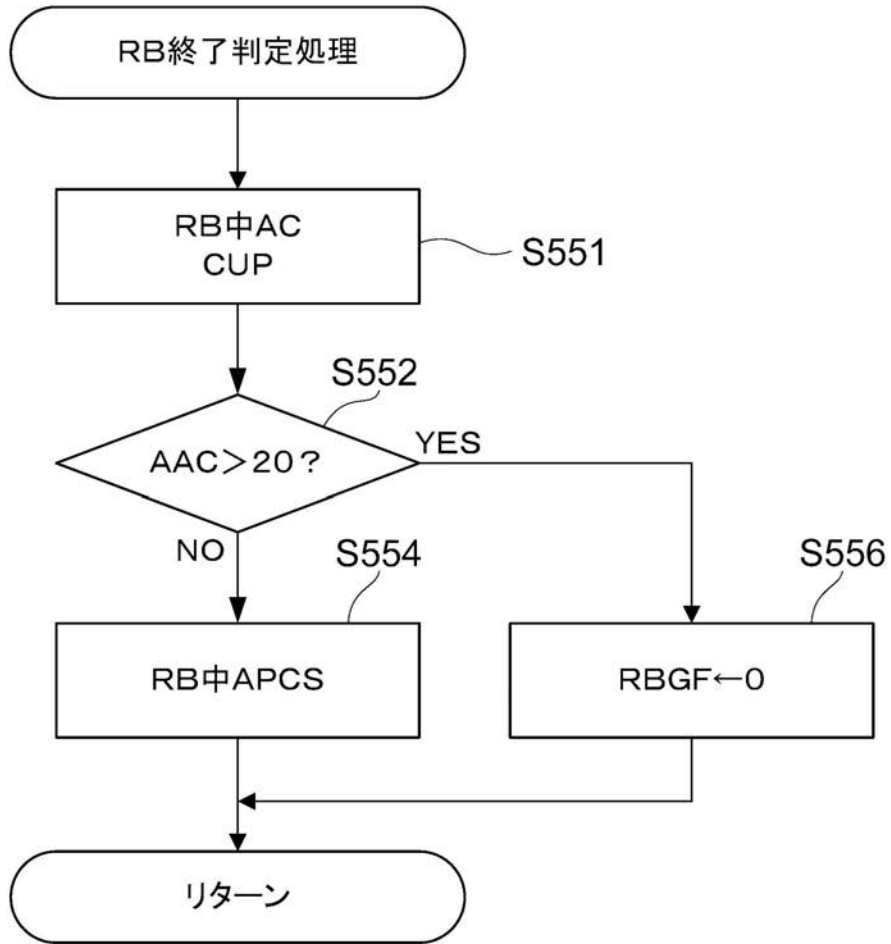 RB終了判定処理
RB中AC
CUP
S551
S552
AAC＞20？
YES
NO
S554
S556
RB中APCS
RBGF←0
リターン